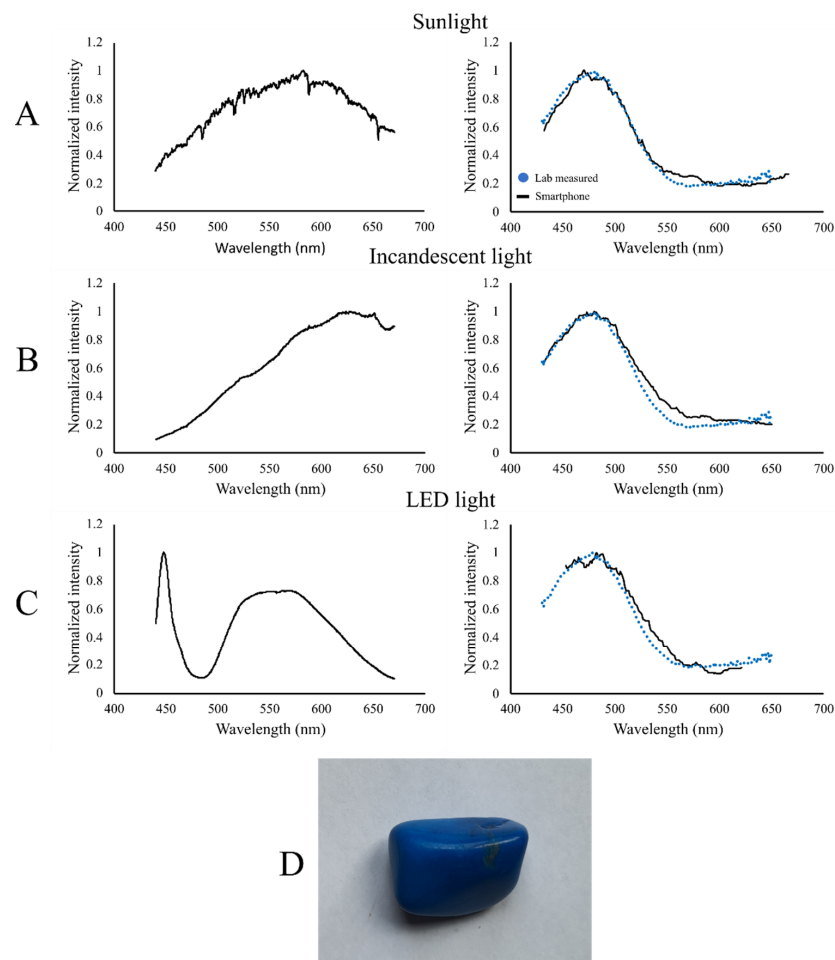 Sunlight
A
Normalized intensity
1.2
1
0.8
0.6
0.4
0.2
0
400 450 500 550 600 650 700
Wavelength (nm)
Normalized intensity
1.2
1
0.8
0.6
0.4
0.2
0
Lab measured
Smartphone
400 450 500 550 600 650 700
Wavelength (nm)
Incandescent light
B
Normalized intensity
1.2
1
0.8
0.6
0.4
0.2
0
400 450 500 550 600 650 700
Wavelength (nm)
Normalized intensity
1.2
1
0.8
0.6
0.4
0.2
0
400 450 500 550 600 650 700
Wavelength (nm)
LED light
C
Normalized intensity
1.2
1
0.8
0.6
0.4
0.2
0
400 450 500 550 600 650 700
Wavelength (nm)
Normalized intensity
1.2
1
0.8
0.6
0.4
0.2
0
400 450 500 550 600 650 700
Wavelength (nm)
D